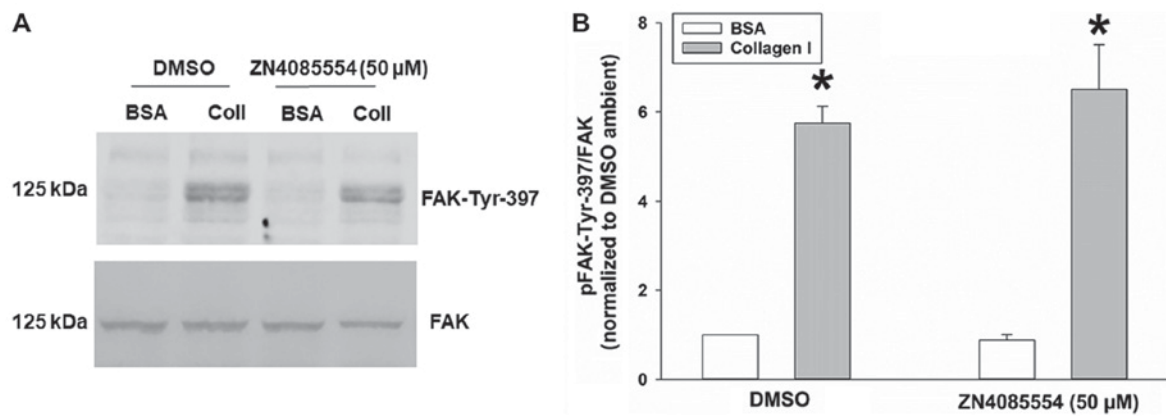 A
DMSO
ZN4085554 (50 µM)
BSA
Coll
BSA
Coll
125 kDa
FAK-Tyr-397
125 kDa
FAK
B
BSA
Collagen I
pFAK-Tyr-397/FAK
(normalized to DMSO ambient)
8
6
4
2
0
*
*
DMSO
ZN4085554 (50 µM)